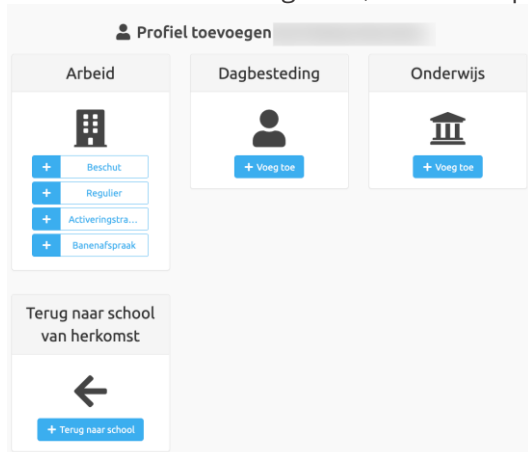 Profiel toevoegen
Arbeid
+ Beschut
+ Regulier
+ Activeringstra...
+ Banenafspraak
Dagbesteding
+ Voeg toe
Onderwijs
+ Voeg toe
Terug naar school
van herkomst
+ Terug naar school